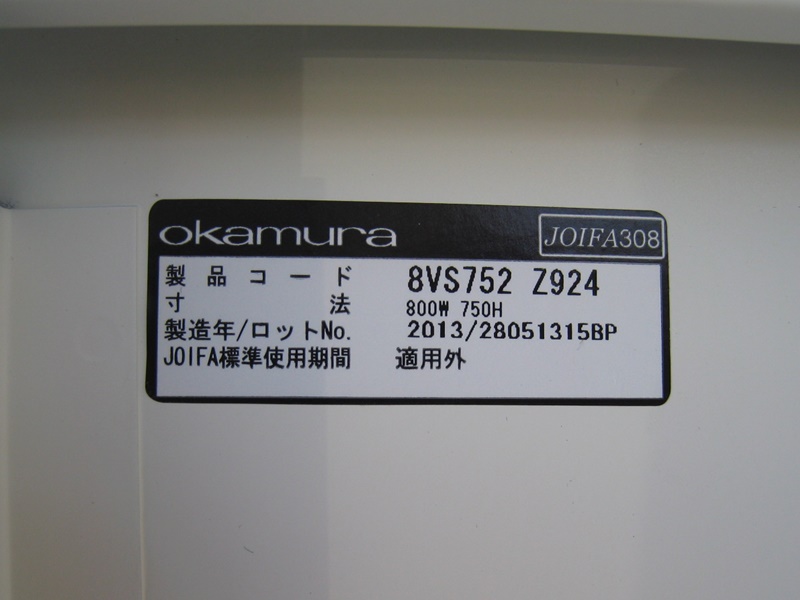 okamura JOIFA308
製品コード 8VS752 Z924
寸法 800W 750H
製造年/ロットNo. 2013/28051315BP
JOIFA標準使用期間 適用外